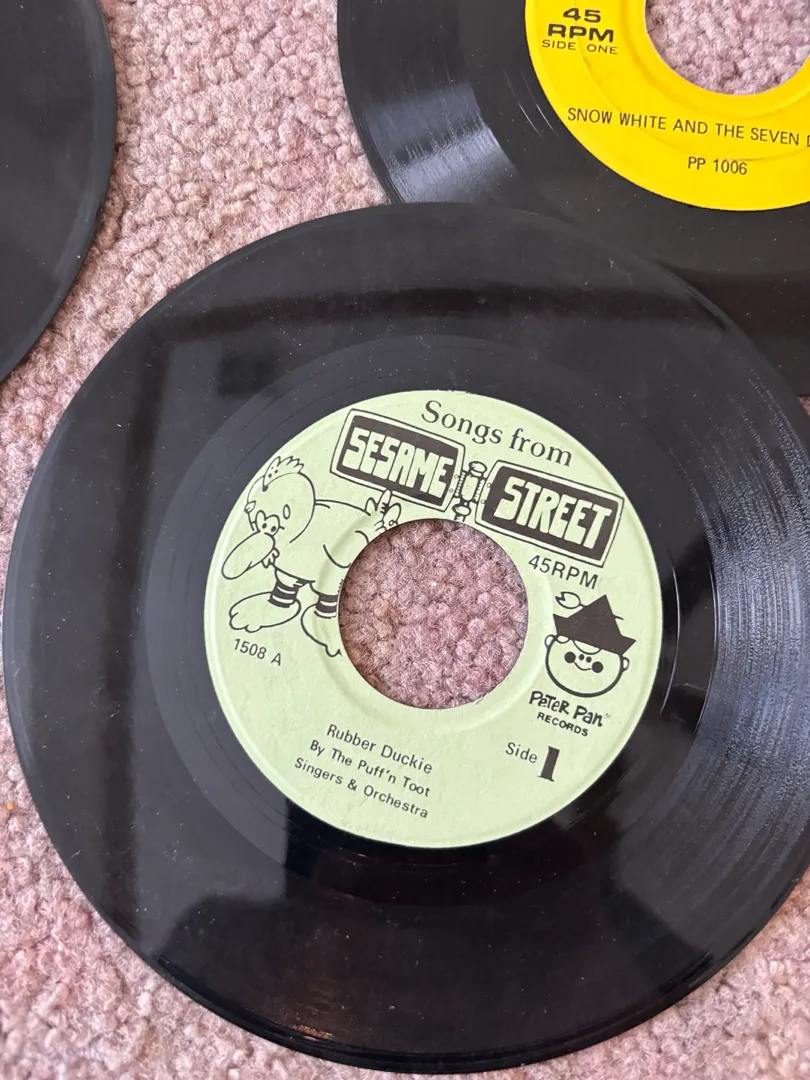 45
RPM
SIDE ONE
SNOW WHITE AND THE SEVEN
PP 1006
Songs from
SESAME STREET
45RPM
1508 A
PETER PAN
RECORDS
Side 1
Rubber Duckie
By The Puff'n Toot
Singers & Orchestra